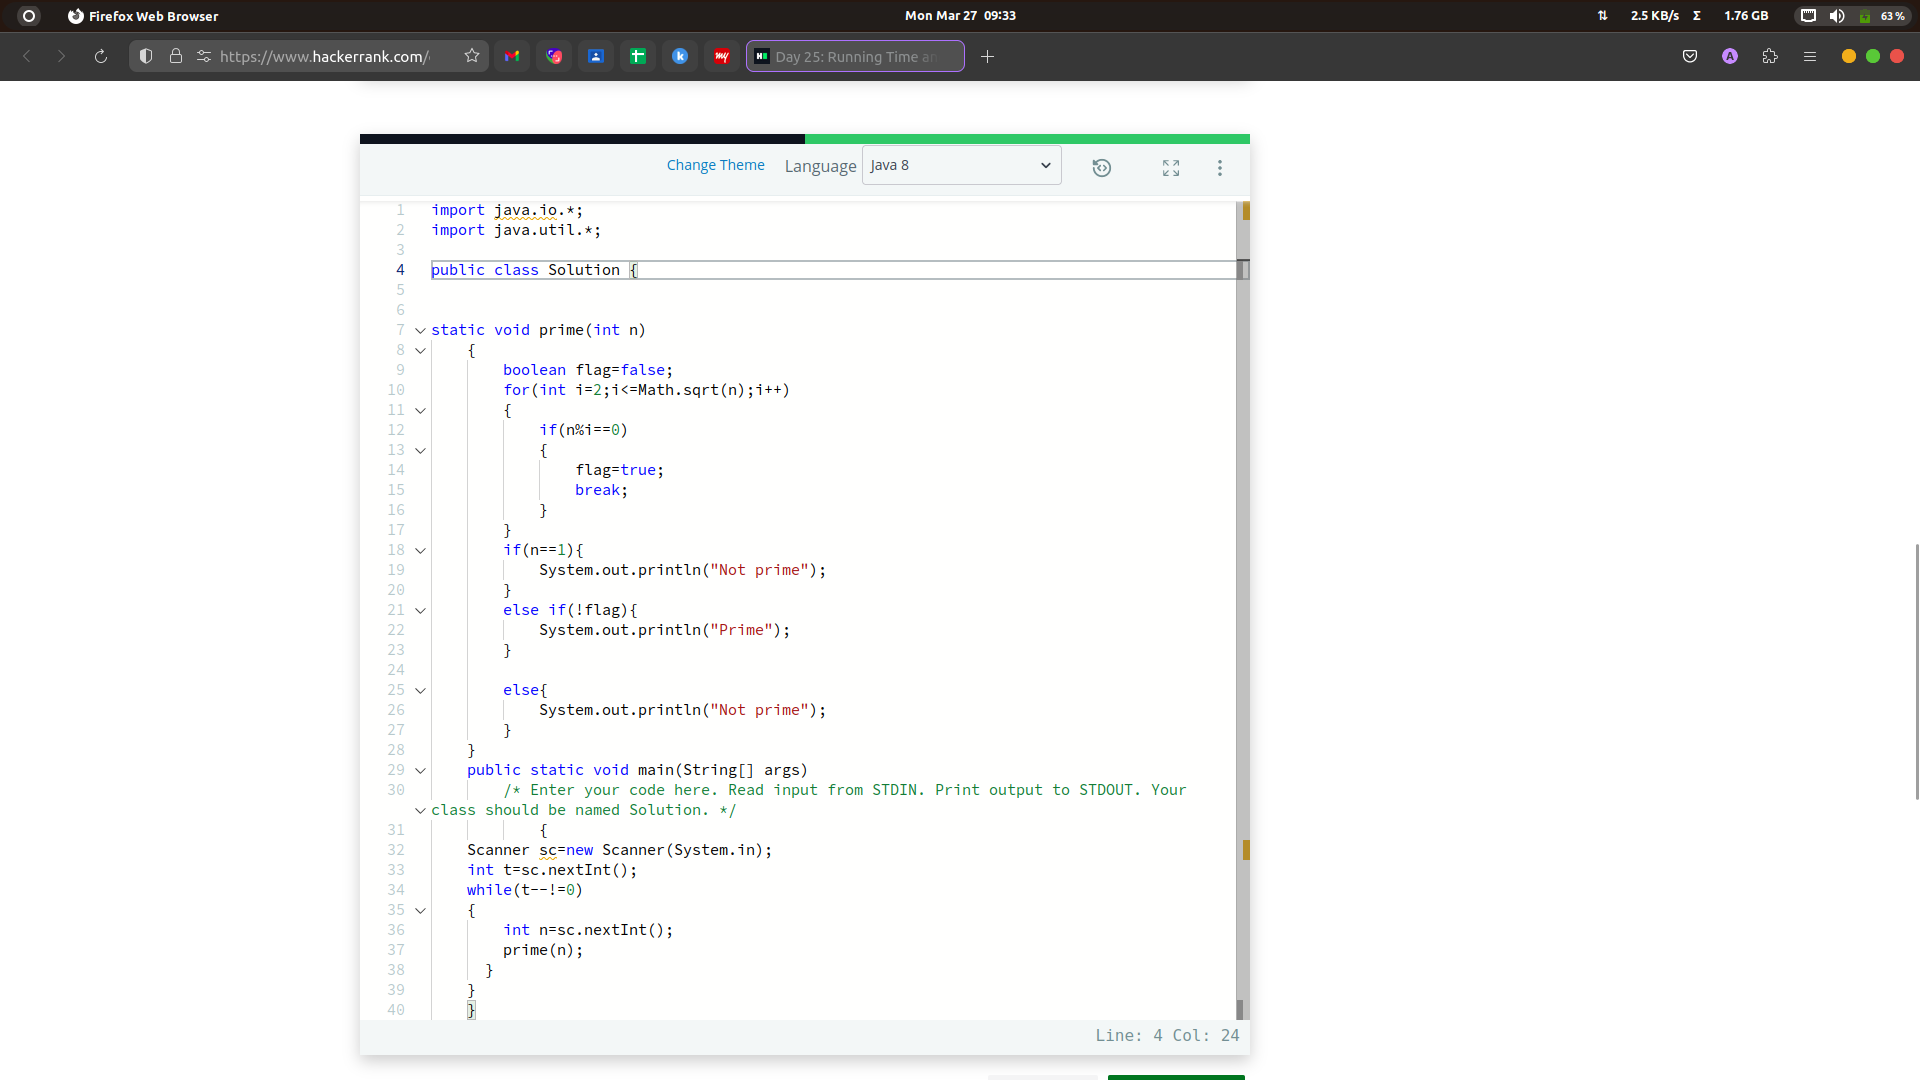 Firefox Web Browser
Mon Mar 27 09:33
2.5 KB/s Σ 1.76 GB
63 %
https://www.hackerrank.com/
Day 25: Running Time an
Change Theme Language Java 8
1 import java.io.*;
2 import java.util.*;
3
4 public class Solution {
5
6
7 static void prime(int n)
8 {
9 boolean flag=false;
10 for(int i=2;i<=Math.sqrt(n);i++)
11 {
12 if(n%i==0)
13 {
14 flag=true;
15 break;
16 }
17 }
18 if(n==1){
19 System.out.println("Not prime");
20 }
21 else if(!flag){
22 System.out.println("Prime");
23 }
24
25 else{
26 System.out.println("Not prime");
27 }
28 }
29 public static void main(String[] args)
30 /* Enter your code here. Read input from STDIN. Print output to STDOUT. Your
class should be named Solution. */
31 {
32 Scanner sc=new Scanner(System.in);
33 int t=sc.nextInt();
34 while(t--!=0)
35 {
36 int n=sc.nextInt();
37 prime(n);
38 }
39 }
40 }
Line: 4 Col: 24